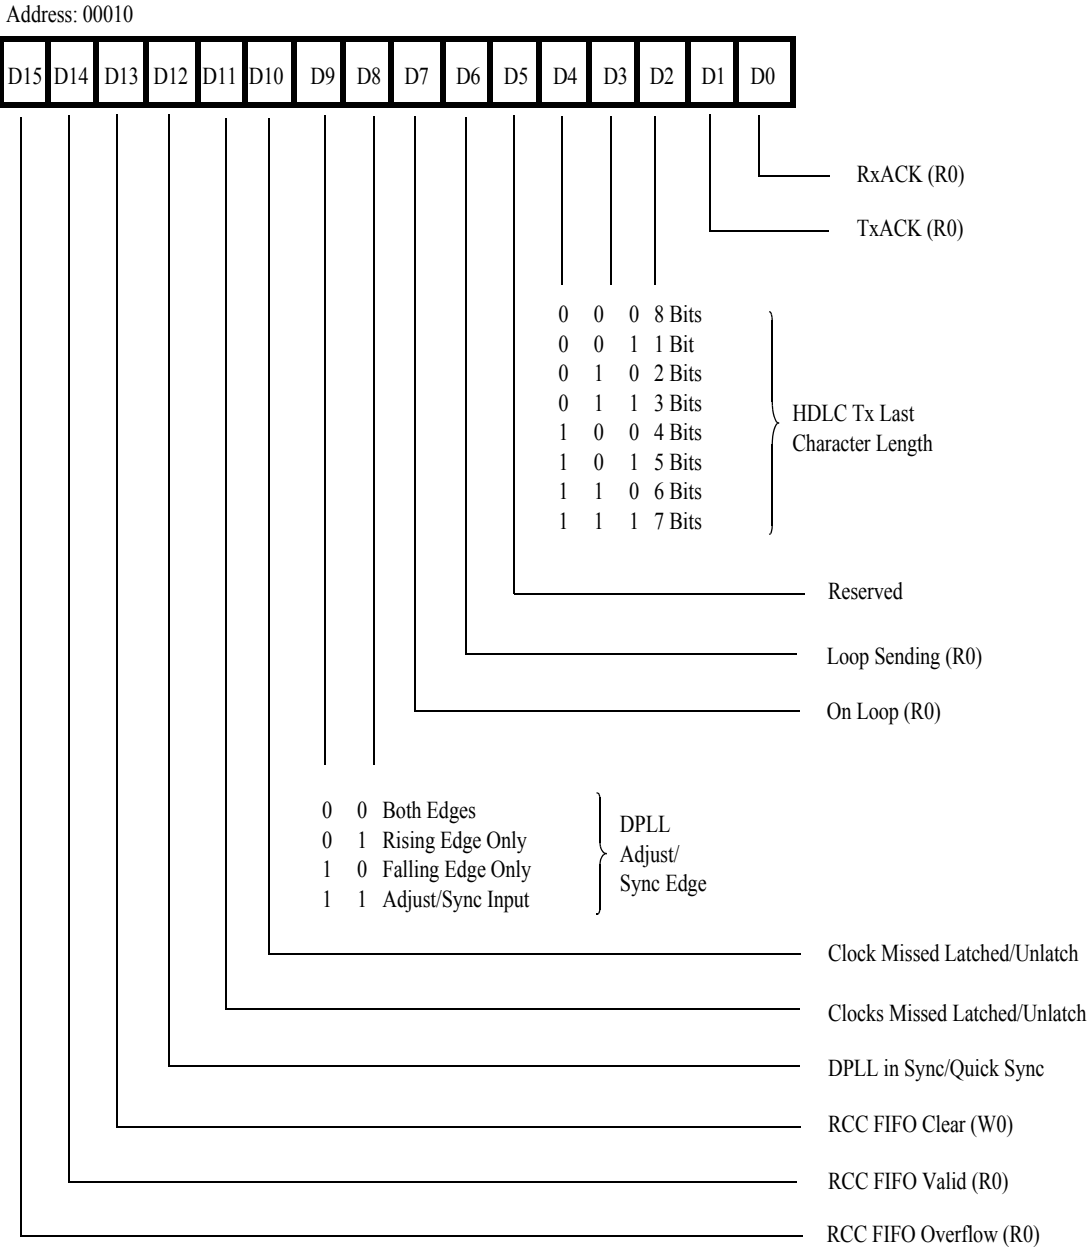 Address: 00010
D15 D14 D13 D12 D11 D10 D9 D8 D7 D6 D5 D4 D3 D2 D1 D0
RxACK (R0)
TxACK (R0)
0 0 0 8 Bits
0 0 1 1 Bit
0 1 0 2 Bits
0 1 1 3 Bits
1 0 0 4 Bits
1 0 1 5 Bits
1 1 0 6 Bits
1 1 1 7 Bits
HDLC Tx Last
Character Length
Reserved
Loop Sending (R0)
On Loop (R0)
0 0 Both Edges
0 1 Rising Edge Only
1 0 Falling Edge Only
1 1 Adjust/Sync Input
DPLL
Adjust/
Sync Edge
Clock Missed Latched/Unlatch
Clocks Missed Latched/Unlatch
DPLL in Sync/Quick Sync
RCC FIFO Clear (W0)
RCC FIFO Valid (R0)
RCC FIFO Overflow (R0)